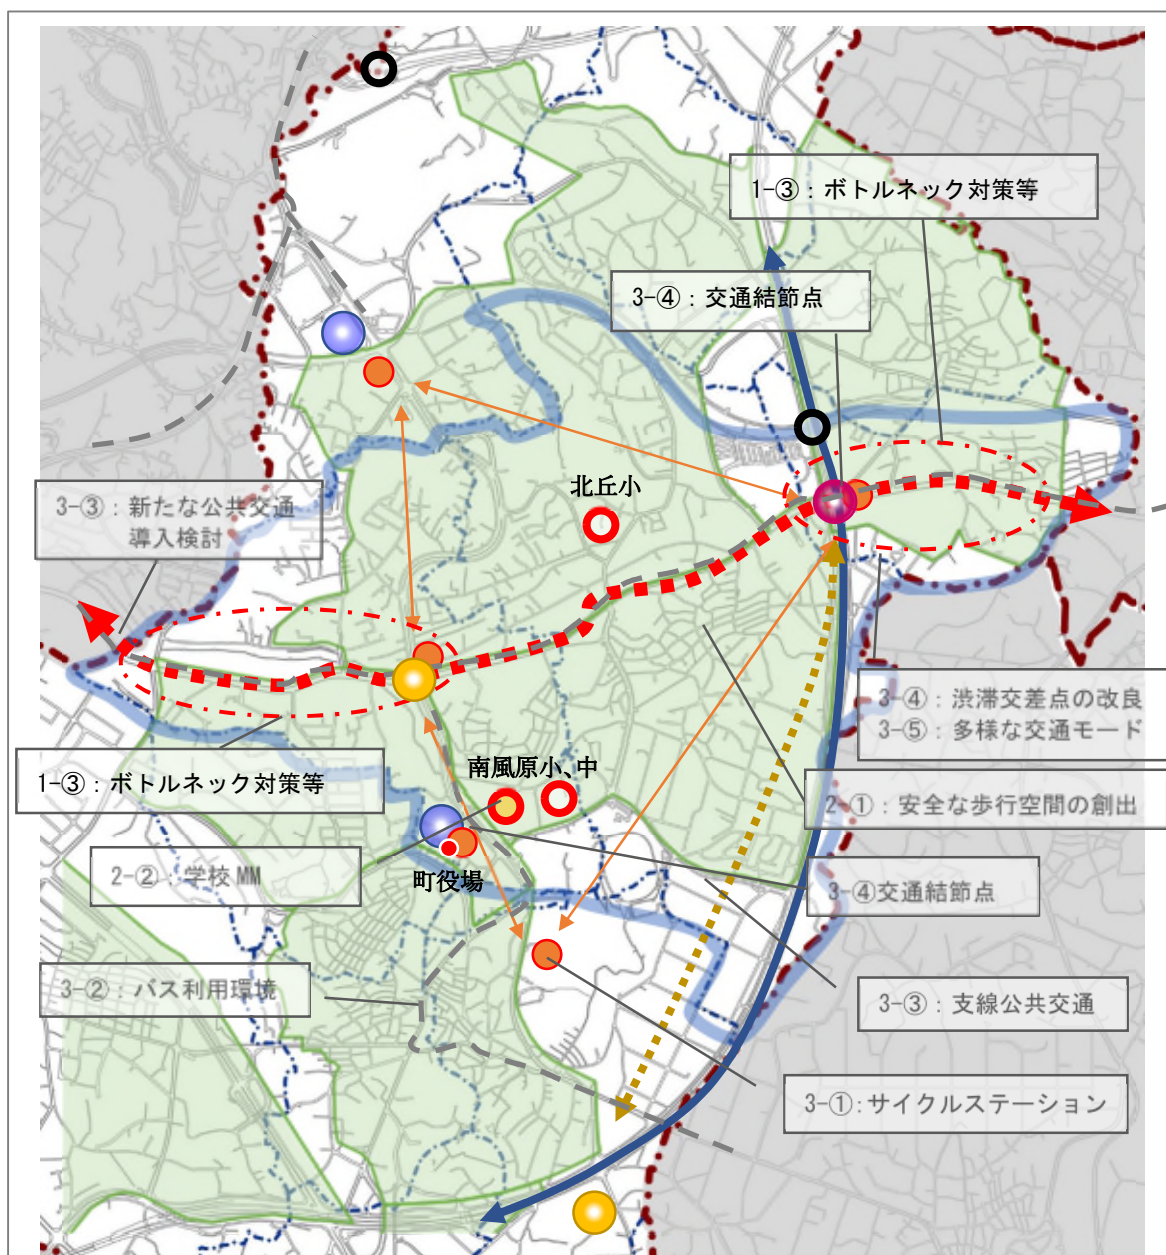 1-③：ボトルネック対策等
3-④：交通結節点
北丘小
3-③：新たな公共交通
導入検討
3-④：渋滞交差点の改良
3-⑤：多様な交通モード
1-③：ボトルネック対策等
南風原小、中
2-①：安全な歩行空間の創出
2-②：学校MM
町役場
3-④交通結節点
3-②：バス利用環境
3-③：支線公共交通
3-①：サイクルステーション